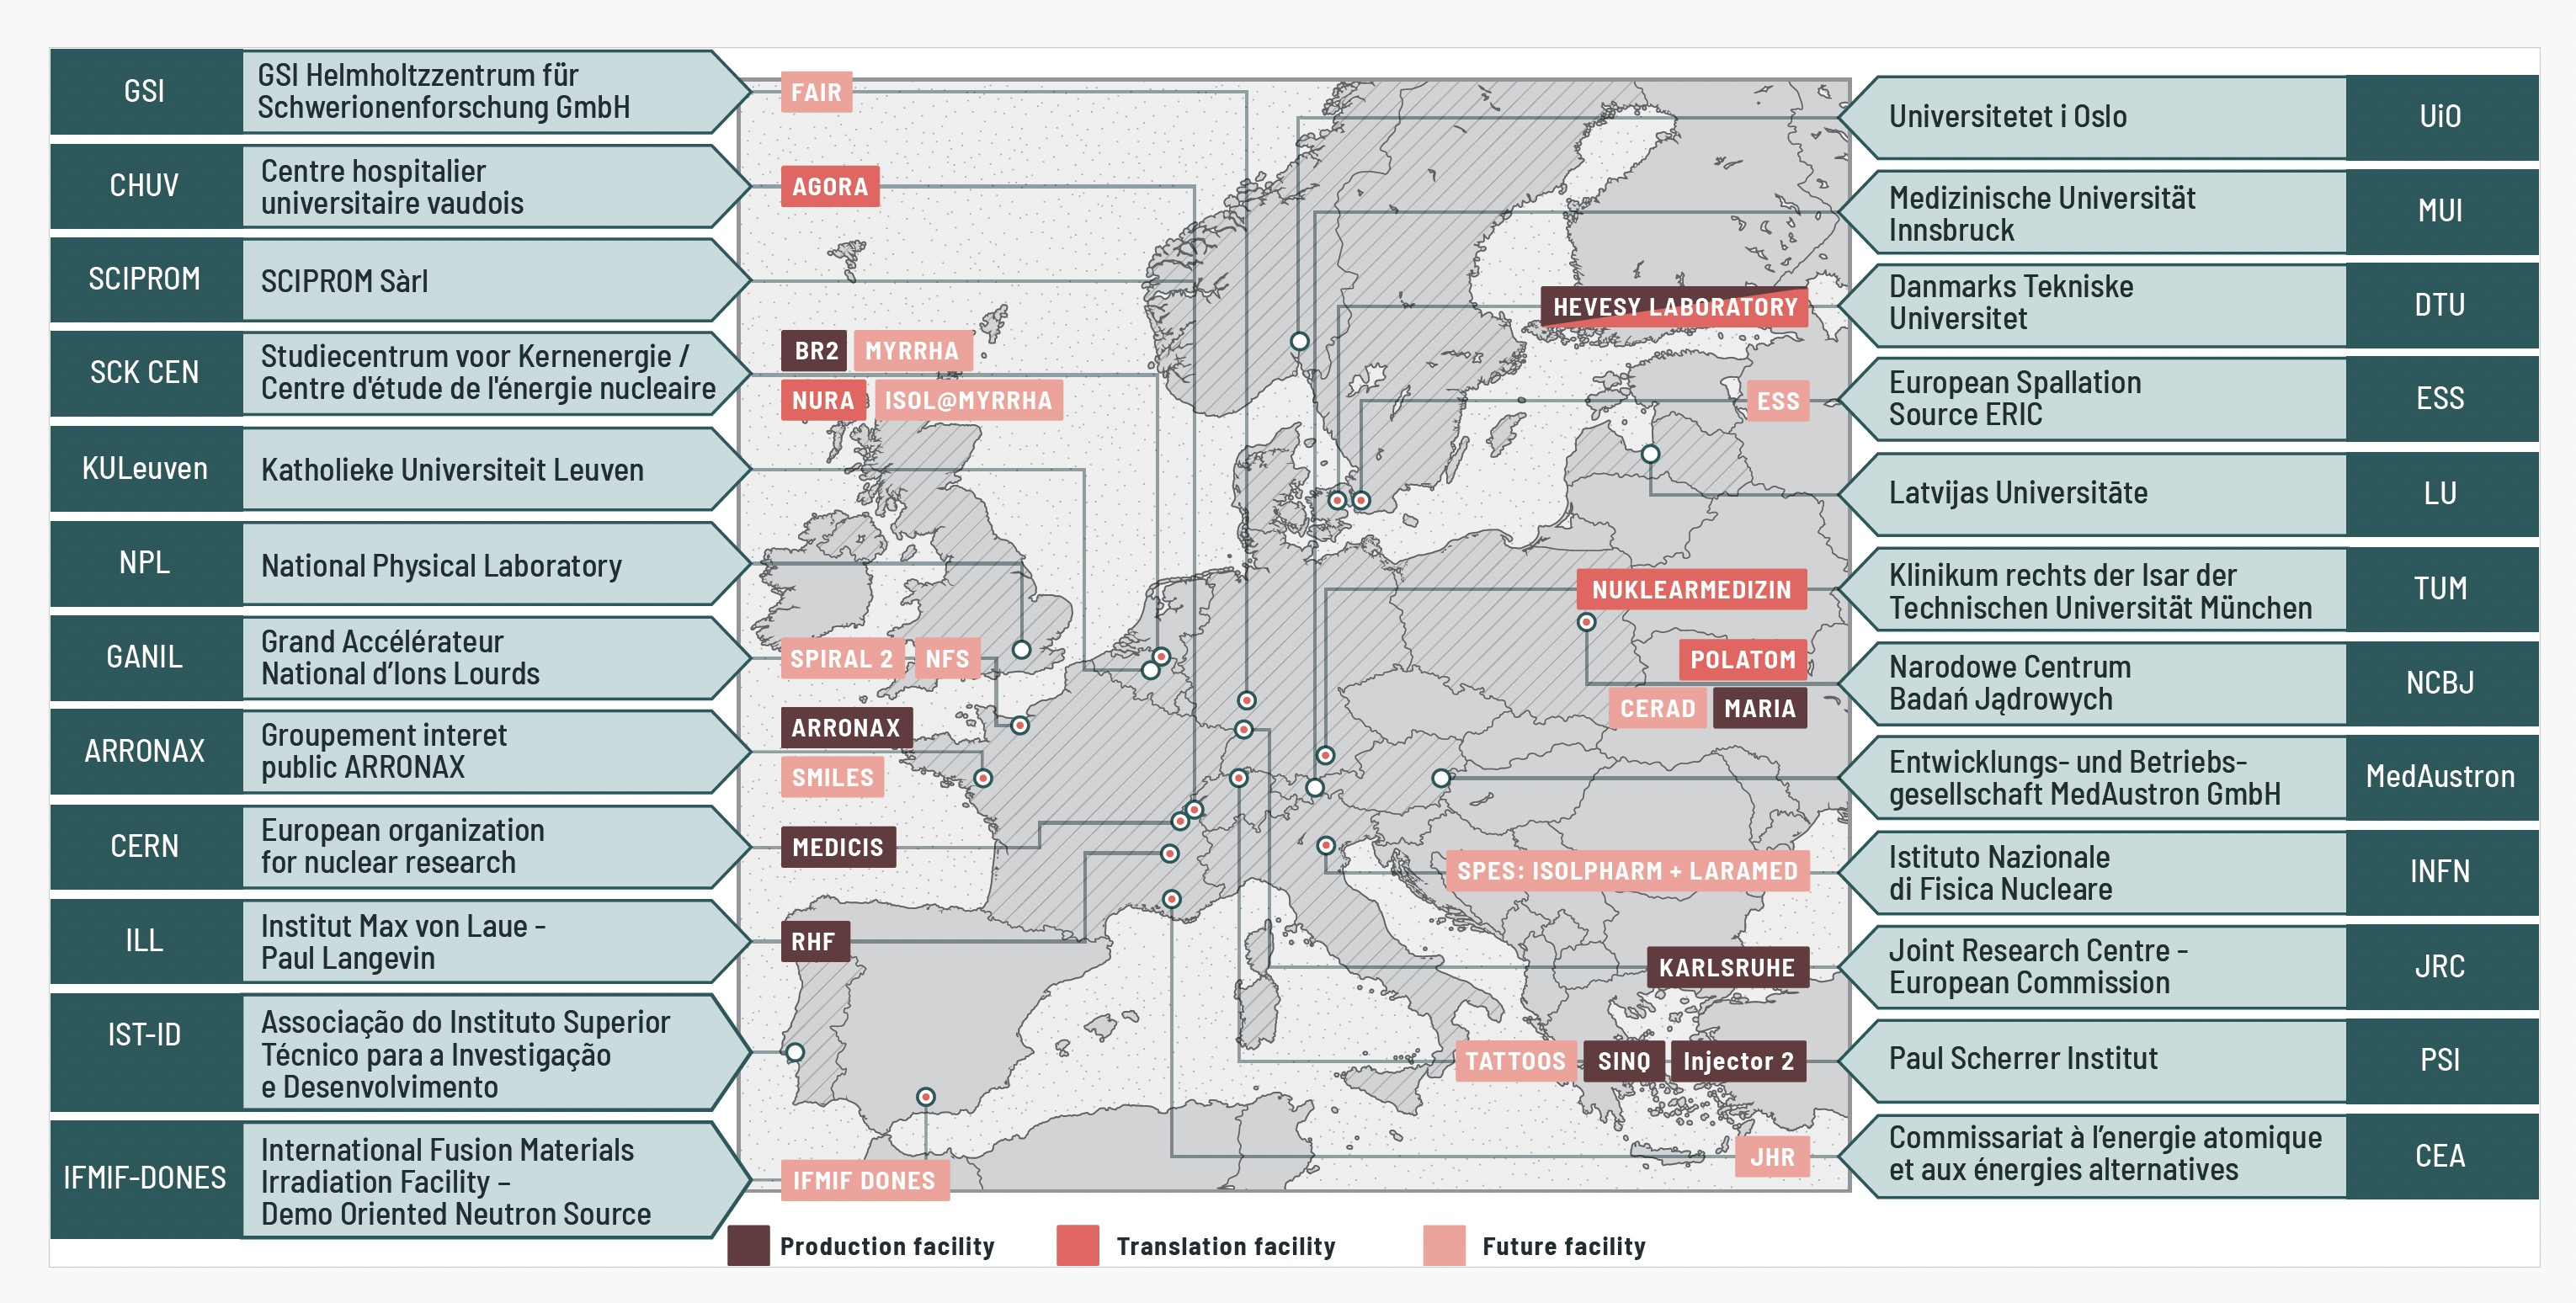 GSI
GSI Helmholtzzentrum für
Schwerionenforschung GmbH
FAIR
CHUV
Centre hospitalier
universitaire vaudois
AGORA
SCIPROM
SCIPROM Sàrl
SCK CEN
Studiecentrum voor Kernenergie /
Centre d'étude de l'énergie nucleaire
BR2 MYRRHA
NURA ISOL@MYRRHA
KULeuven
Katholieke Universiteit Leuven
NPL
National Physical Laboratory
GANIL
Grand Accélérateur
National d’Ions Lourds
SPIRAL 2 NFS
ARRONAX
Groupement interet
public ARRONAX
ARRONAX
SMILES
CERN
European organization
for nuclear research
MEDICIS
ILL
Institut Max von Laue -
Paul Langevin
RHF
IST-ID
Associação do Instituto Superior
Técnico para a Investigação
e Desenvolvimento
IFMIF-DONES
International Fusion Materials
Irradiation Facility –
Demo Oriented Neutron Source
IFMIF DONES
Universitetet i Oslo
UiO
Medizinische Universität
Innsbruck
MUI
HEVESY LABORATORY
Danmarks Tekniske
Universitet
DTU
ESS
European Spallation
Source ERIC
ESS
Latvijas Universitāte
LU
NUKLEARMEDIZIN
Klinikum rechts der Isar der
Technischen Universität München
TUM
POLATOM
CERAD MARIA
Narodowe Centrum
Badań Jądrowych
NCBJ
Entwicklungs- und Betriebs-
gesellschaft MedAustron GmbH
MedAustron
SPES: ISOLPHARM + LARAMED
Istituto Nazionale
di Fisica Nucleare
INFN
KARLSRUHE
Joint Research Centre -
European Commission
JRC
TATTOOS SINQ Injector 2
Paul Scherrer Institut
PSI
JHR
Commissariat à l’energie atomique
et aux énergies alternatives
CEA
Production facility
Translation facility
Future facility